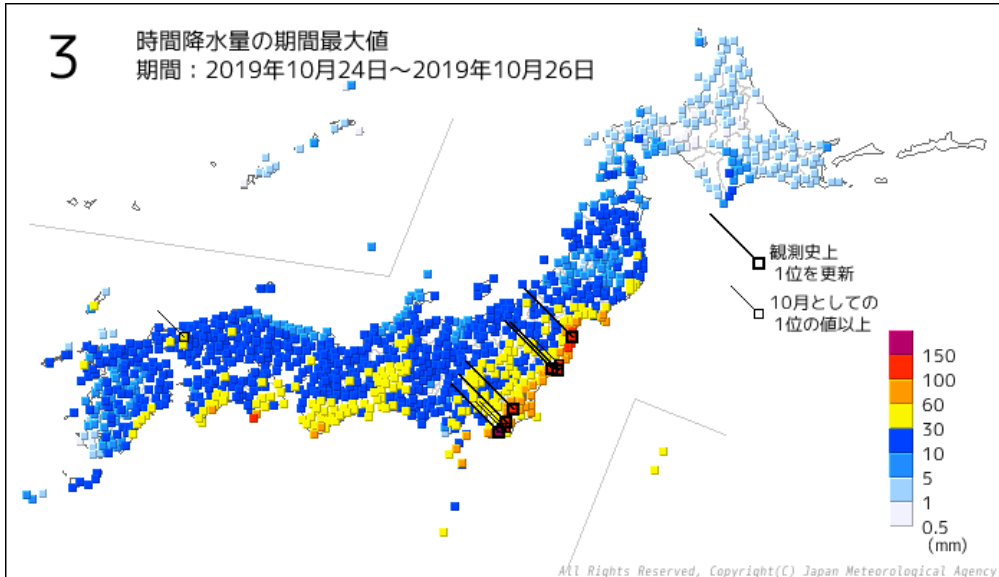 3
時間降水量の期間最大値
期間：2019年10月24日～2019年10月26日
観測史上
1位を更新
10月としての
1位の値以上
150
100
60
30
10
5
1
0.5
(mm)
All Rights Reserved, Copyright(C) Japan Meteorological Agency